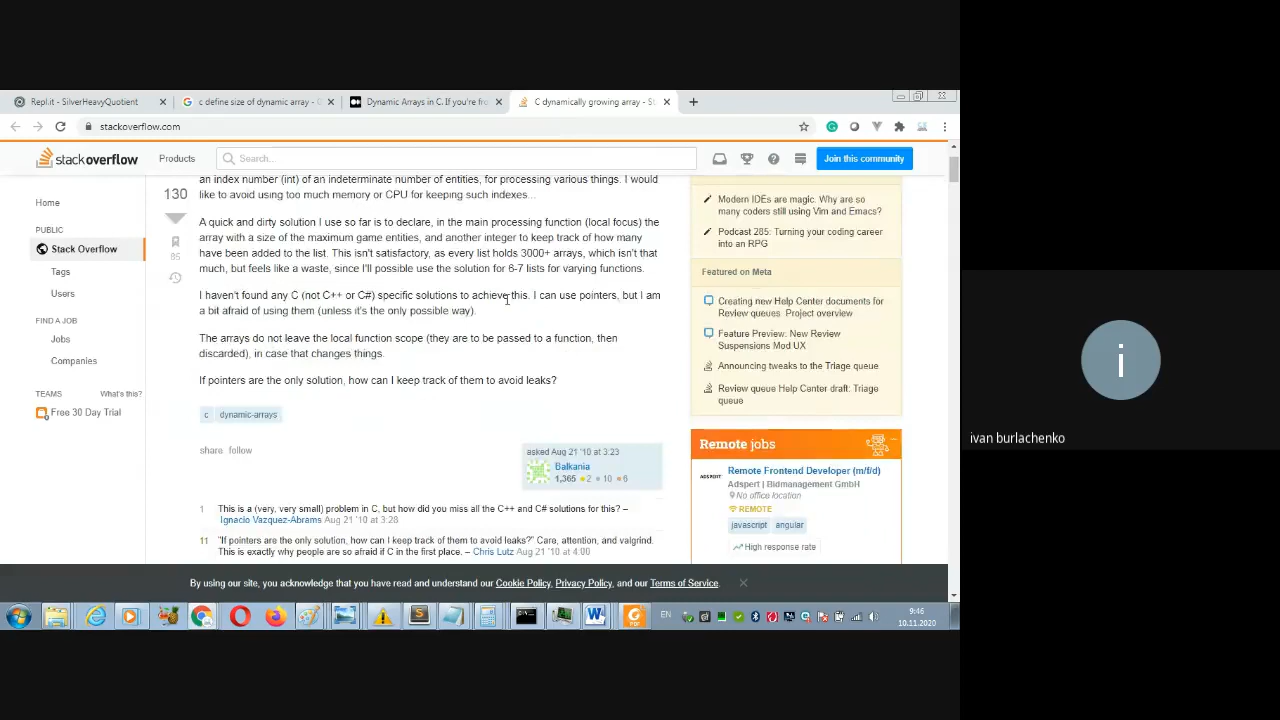 Repl.it - SilverHeavyQuotient
c define size of dynamic array -
Dynamic Arrays in C. If you're fro
C dynamically growing array - St
stackoverflow.com
stackoverflow
Products
Search...
Join this community
an index number (int) of an indeterminate number of entities, for processing various things. I would
like to avoid using too much memory or CPU for keeping such indexes...
130
A quick and dirty solution I use so far is to declare, in the main processing function (local focus) the
array with a size of the maximum game entities, and another integer to keep track of how many
have been added to the list. This isn't satisfactory, as every list holds 3000+ arrays, which isn't that
much, but feels like a waste, since I'll possible use the solution for 6-7 lists for varying functions.
85
I haven't found any C (not C++ or C#) specific solutions to achieve this. I can use pointers, but I am
a bit afraid of using them (unless it's the only possible way).
The arrays do not leave the local function scope (they are to be passed to a function, then
discarded), in case that changes things.
If pointers are the only solution, how can I keep track of them to avoid leaks?
c dynamic-arrays
share follow
asked Aug 21 '10 at 3:23
Balkania
1,365 2 10 6
1 This is a (very, very small) problem in C, but how did you miss all the C++ and C# solutions for this? –
Ignacio Vazquez-Abrams Aug 21 '10 at 3:28
11 "If pointers are the only solution, how can I keep track of them to avoid leaks?" Care, attention, and valgrind.
This is exactly why people are so afraid if C in the first place. – Chris Lutz Aug 21 '10 at 4:00
Home
PUBLIC
Stack Overflow
Tags
Users
FIND A JOB
Jobs
Companies
TEAMS What's this?
Free 30 Day Trial
Modern IDEs are magic. Why are so
many coders still using Vim and Emacs?
Podcast 285: Turning your coding career
into an RPG
Featured on Meta
Creating new Help Center documents for
Review queues Project overview
Feature Preview: New Review
Suspensions Mod UX
Announcing tweaks to the Triage queue
Review queue Help Center draft: Triage
queue
Remote jobs
ADSPERT
Remote Frontend Developer (m/f/d)
Adspert | Bidmanagement GmbH
No office location
REMOTE
javascript angular
High response rate
By using our site, you acknowledge that you have read and understand our Cookie Policy, Privacy Policy, and our Terms of Service.
EN
9:46
10.11.2020
i
ivan burlachenko